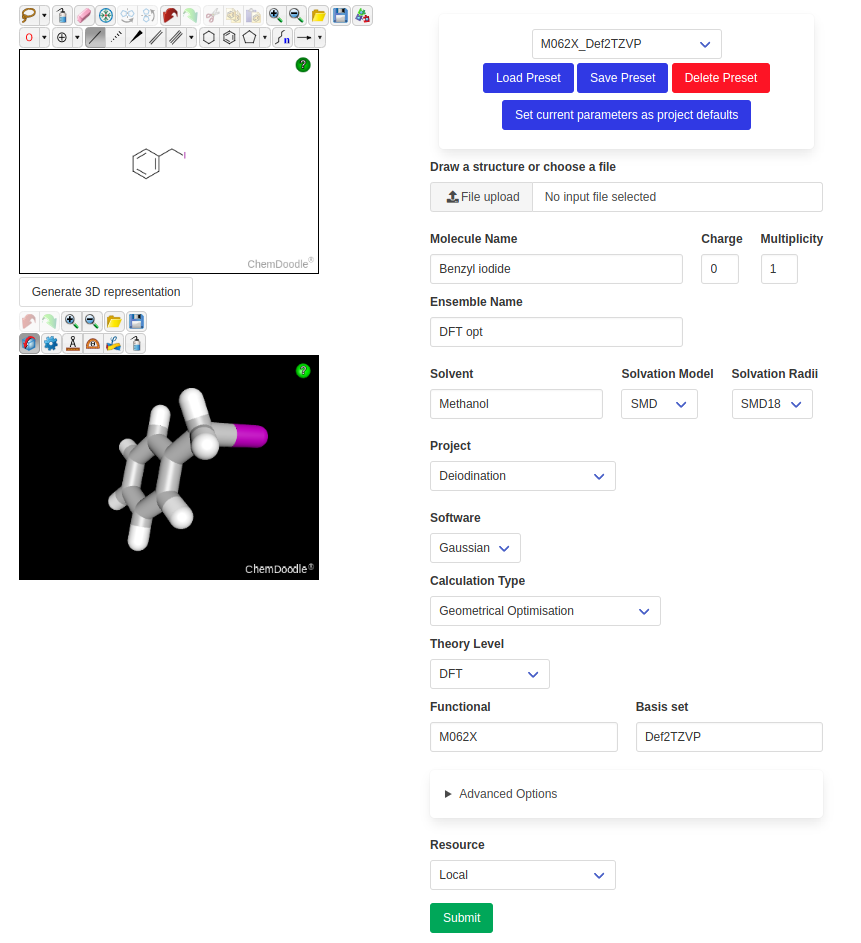 M062X_Def2TZVP
Load Preset Save Preset Delete Preset
Set current parameters as project defaults
Draw a structure or choose a file
File upload No input file selected
Molecule Name Charge Multiplicity
Benzyl iodide 0 1
Ensemble Name
DFT opt
Solvent Solvation Model Solvation Radii
Methanol SMD SMD18
Project
Deiodination
Software
Gaussian
Calculation Type
Geometrical Optimisation
Theory Level
DFT
Functional Basis set
M062X Def2TZVP
Advanced Options
Resource
Local
Submit
O
n
?
I
ChemDoodle®
Generate 3D representation
?
ChemDoodle®